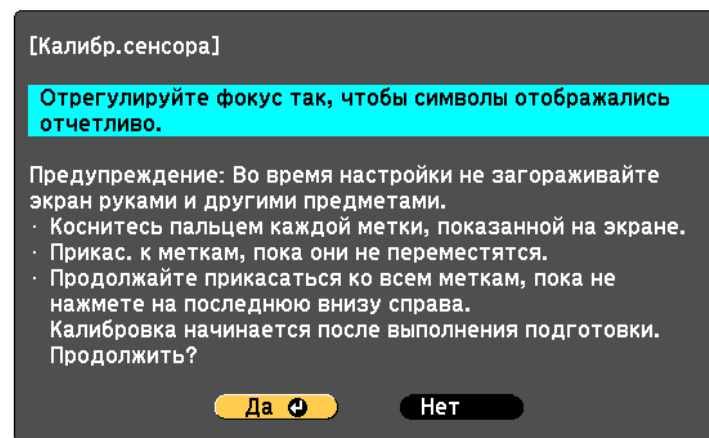 [Калибр.сенсора]
Отрегулируйте фокус так, чтобы символы отображались
отчетливо.
Предупреждение: Во время настройки не загораживайте
экран руками и другими предметами.
· Коснитесь пальцем каждой метки, показанной на экране.
· Прикас. к меткам, пока они не переместятся.
· Продолжайте прикасаться ко всем меткам, пока не
нажмете на последнюю внизу справа.
Калибровка начинается после выполнения подготовки.
Продолжить?
Да
Нет